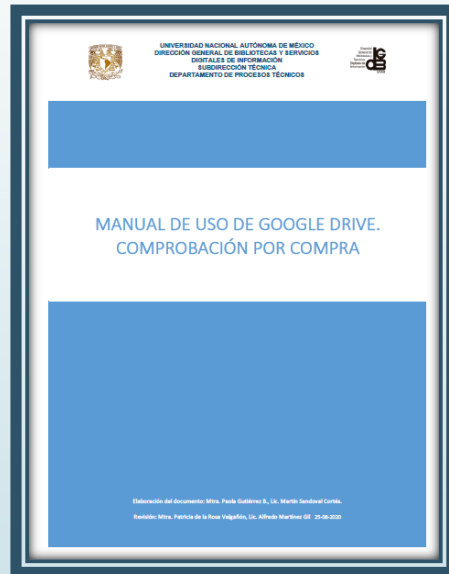 UNIVERSIDAD NACIONAL AUTÓNOMA DE MÉXICO
DIRECCIÓN GENERAL DE BIBLIOTECAS Y SERVICIOS
DIGITALES DE INFORMACIÓN
SUBDIRECCIÓN TÉCNICA
DEPARTAMENTO DE PROCESOS TÉCNICOS
MANUAL DE USO DE GOOGLE DRIVE.
COMPROBACIÓN POR COMPRA
Elaboración del documento: Mtra. Paola Gutiérrez B., Lic. Martín Sandoval Cortés.
Revisión: Mtra. Patricia de la Rosa Valgañón, Lic. Alfredo Martínez Gil 25-08-2020